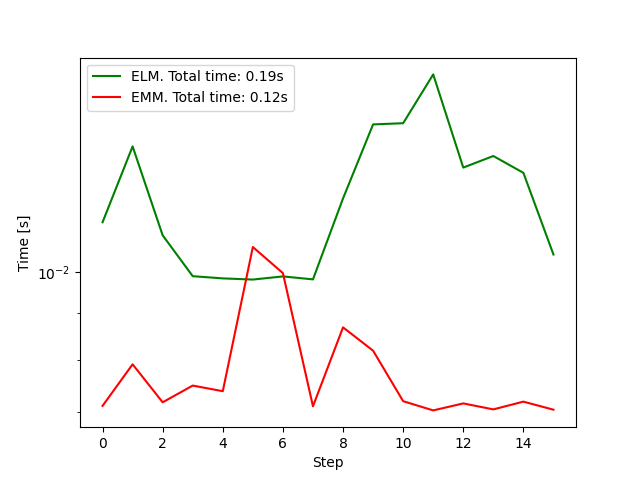 ELM. Total time: 0.19s
EMM. Total time: 0.12s
Time [s]
10⁻²
0 2 4 6 8 10 12 14
Step